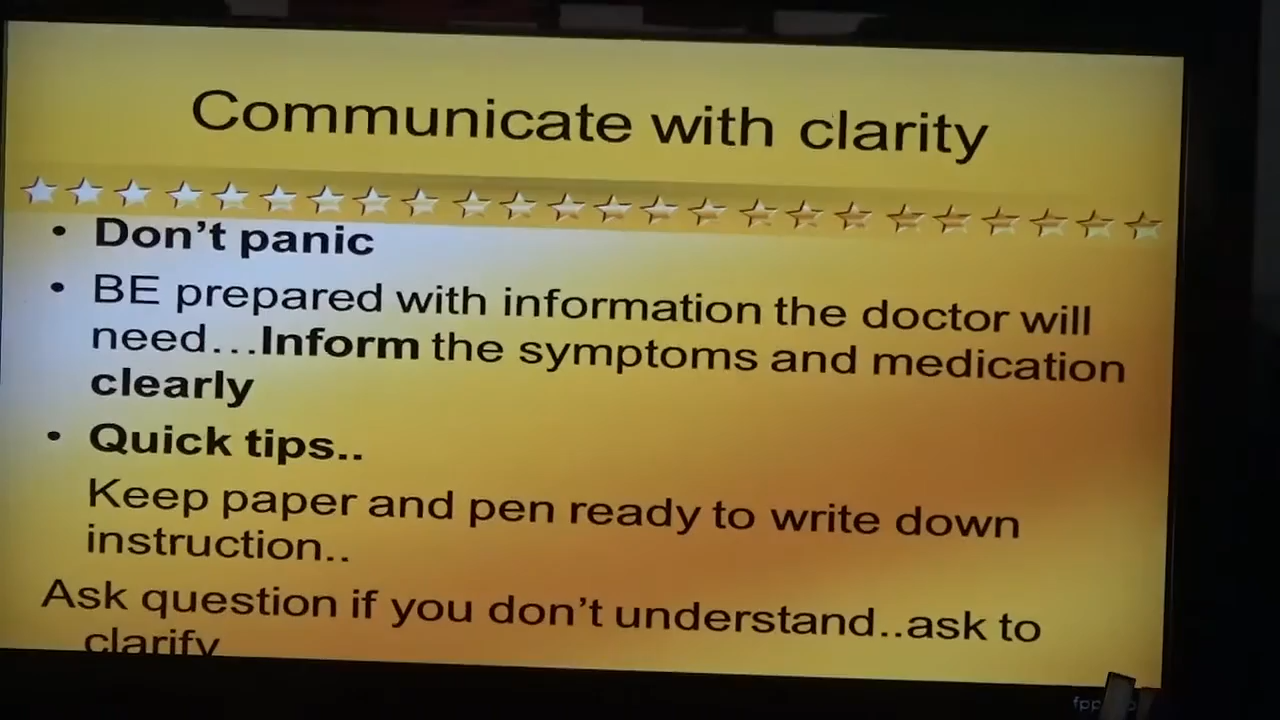 Communicate with clarity
• Don't panic
• BE prepared with information the doctor will
need...Inform the symptoms and medication
clearly
• Quick tips..
Keep paper and pen ready to write down
instruction..
Ask question if you don't understand..ask to
clarify